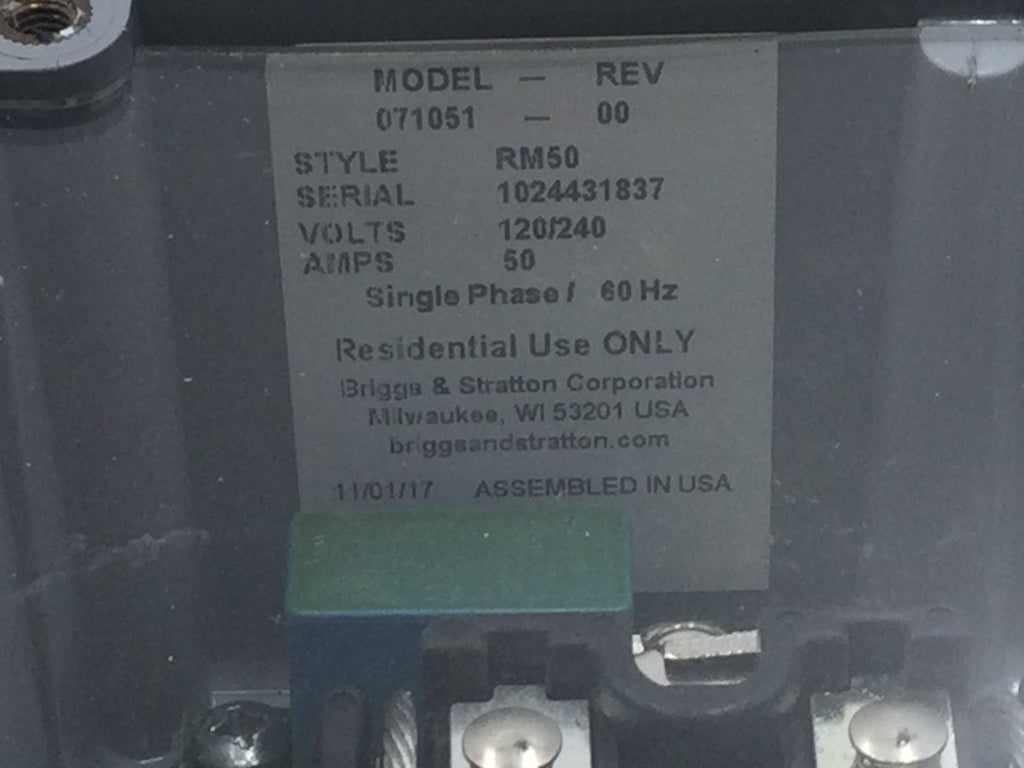 MODEL — REV
071051 — 00
STYLE RM50
SERIAL 1024431837
VOLTS 120/240
AMPS 50
Single Phase / 60 Hz
Residential Use ONLY
Briggs & Stratton Corporation
Milwaukee, WI 53201 USA
briggsandstratton.com
11/01/17 ASSEMBLED IN USA